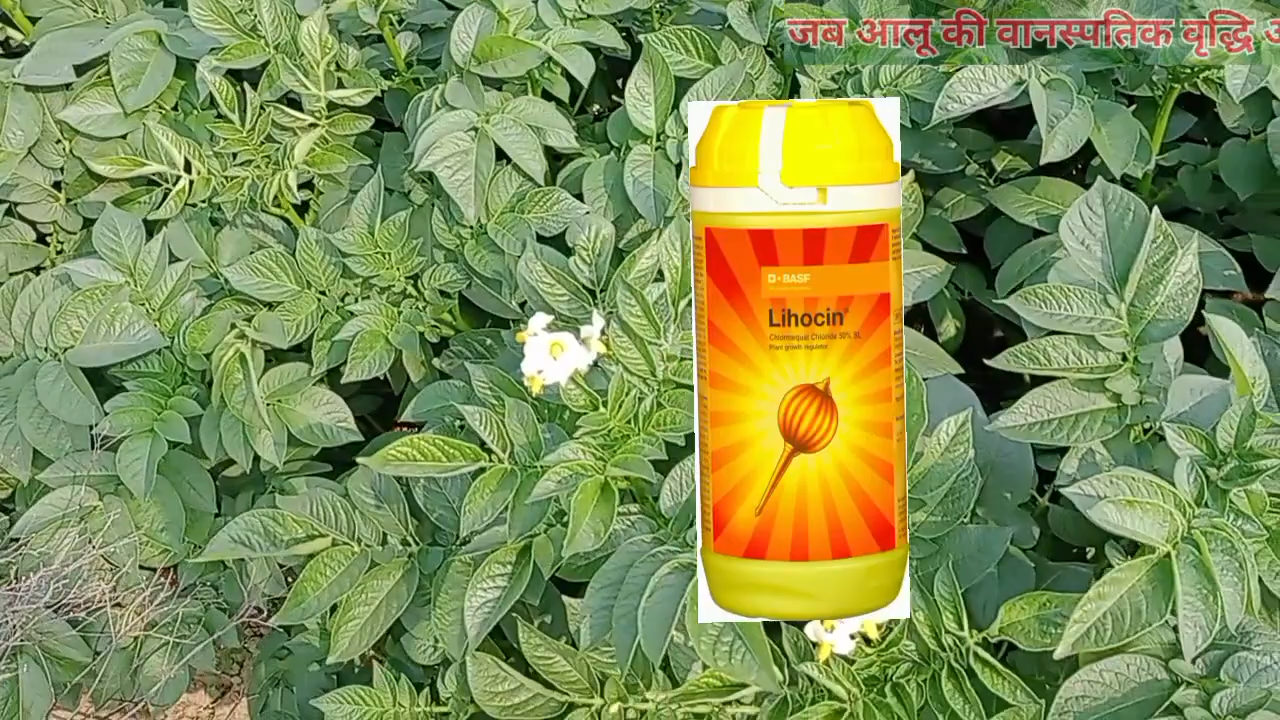 जब आलू की वानस्पतिक वृद्धि
BASF
Lihocin®
Chlormequat Chloride 50% SL
Plant growth regulator